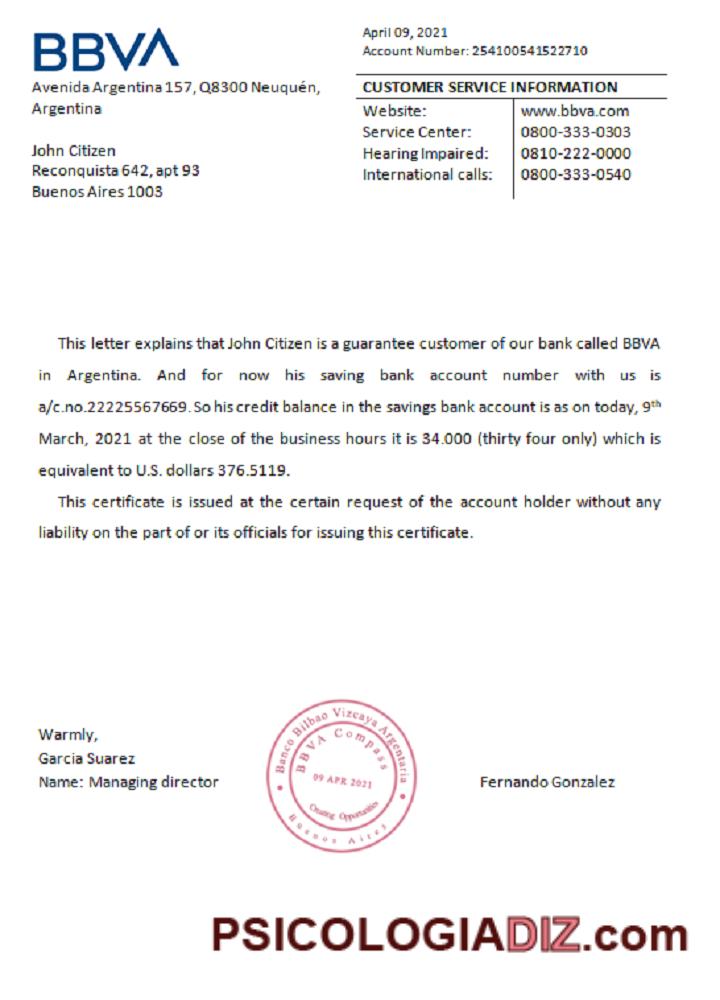 BBVA
Avenida Argentina 157, Q8300 Neuquén,
Argentina
John Citizen
Reconquista 642, apt 93
Buenos Aires 1003
April 09, 2021
Account Number: 254100541522710
CUSTOMER SERVICE INFORMATION
Website: www.bbva.com
Service Center: 0800-333-0303
Hearing Impaired: 0810-222-0000
International calls: 0800-333-0540
This letter explains that John Citizen is a guarantee customer of our bank called BBVA
in Argentina. And for now his saving bank account number with us is
a/c.no.22225567669. So his credit balance in the savings bank account is as on today, 9th
March, 2021 at the close of the business hours it is 34.000 (thirty four only) which is
equivalent to U.S. dollars 376.5119.
This certificate is issued at the certain request of the account holder without any
liability on the part of or its officials for issuing this certificate.
Warmly,
Garcia Suarez
Name: Managing director
Banco Bilbao Vizcaya Argentaria
BBVA Compass
09 APR 2021
Creating Opportunities
Buenos Aires
Fernando Gonzalez
PSICOLOGIADIZ.com